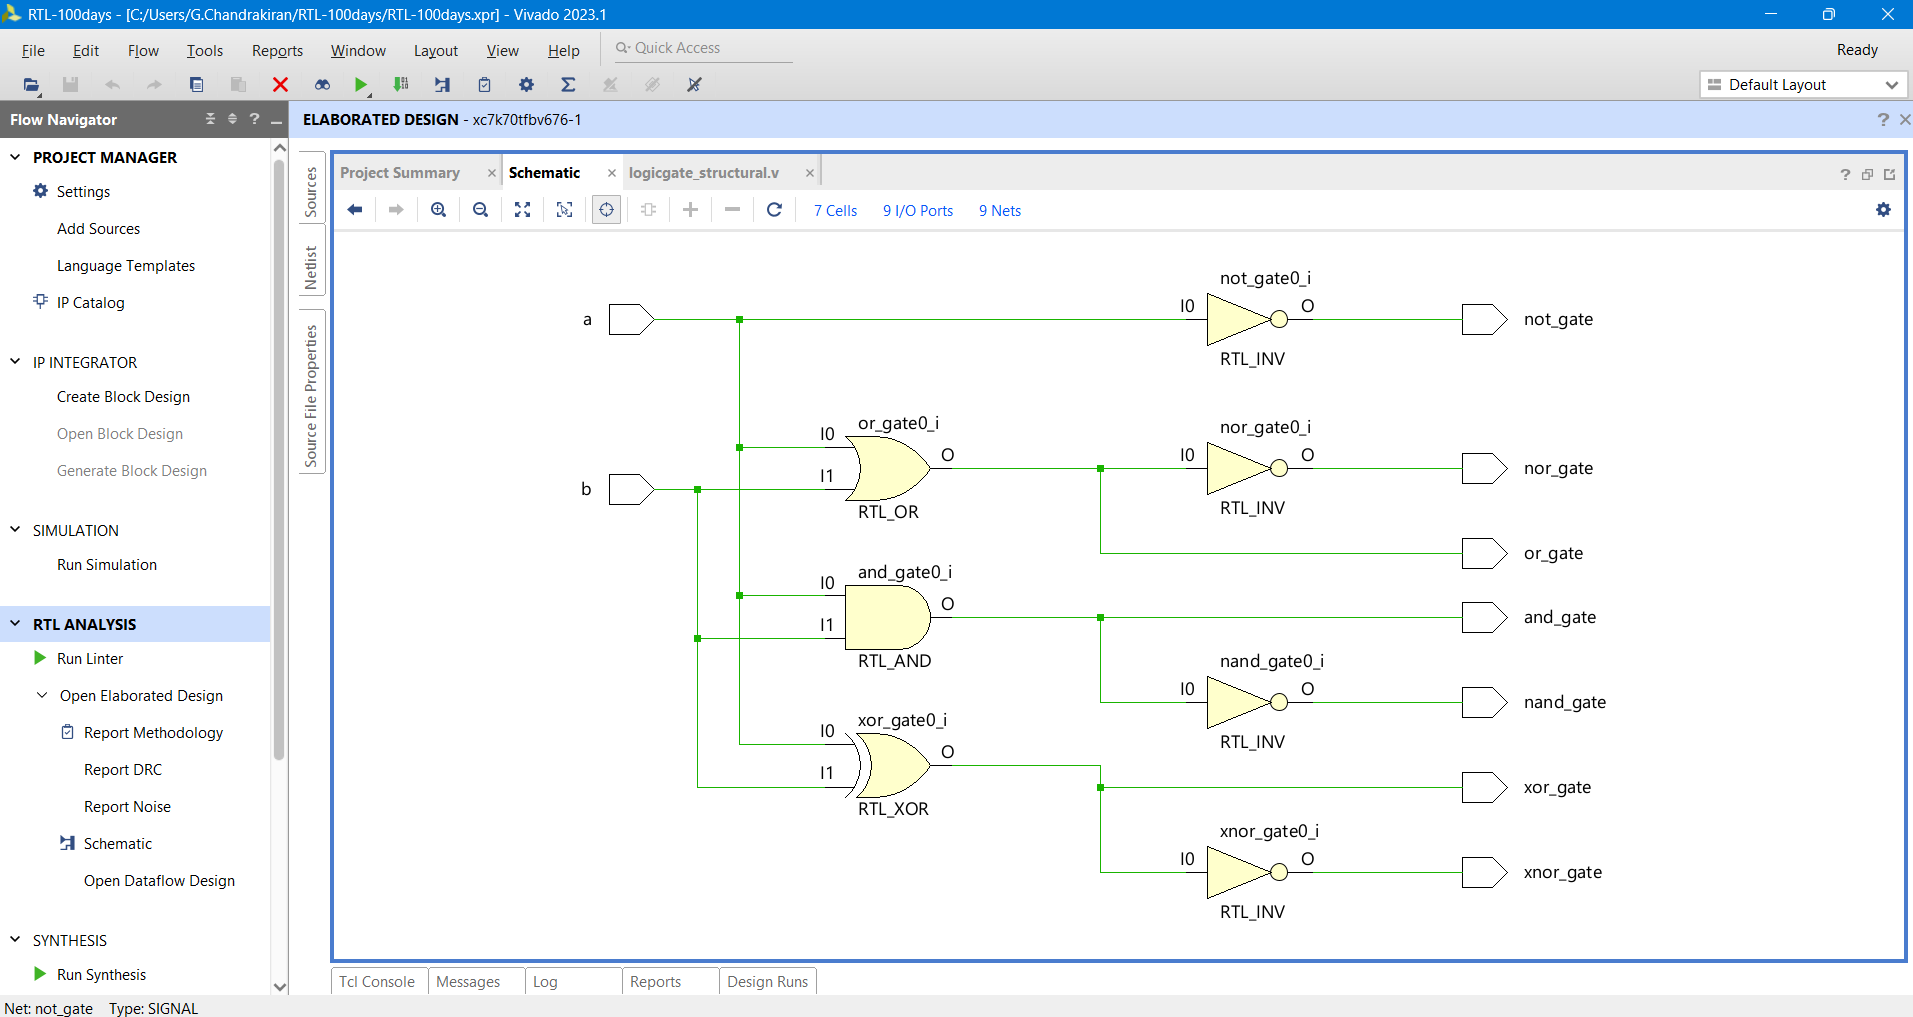 RTL-100days - [C:/Users/G.Chandrakiran/RTL-100days/RTL-100days.xpr] - Vivado 2023.1
File Edit Flow Tools Reports Window Layout View Help Quick Access Ready
Default Layout
Flow Navigator
PROJECT MANAGER
Settings
Add Sources
Language Templates
IP Catalog
IP INTEGRATOR
Create Block Design
Open Block Design
Generate Block Design
SIMULATION
Run Simulation
RTL ANALYSIS
Run Linter
Open Elaborated Design
Report Methodology
Report DRC
Report Noise
Schematic
Open Dataflow Design
SYNTHESIS
Run Synthesis
ELABORATED DESIGN - xc7k70tfbv676-1
Sources
Netlist
Source File Properties
Project Summary Schematic logicgate_structural.v
7 Cells 9 I/O Ports 9 Nets
not_gate0_i
a I0 O not_gate
RTL_INV
or_gate0_i nor_gate0_i
I0 O I0 O nor_gate
b I1
RTL_OR RTL_INV
or_gate
and_gate0_i
I0 O and_gate
I1
RTL_AND nand_gate0_i
I0 O nand_gate
RTL_INV
xor_gate0_i
I0 O
I1 xor_gate
RTL_XOR
xnor_gate0_i
I0 O xnor_gate
RTL_INV
Tcl Console Messages Log Reports Design Runs
Net: not_gate Type: SIGNAL